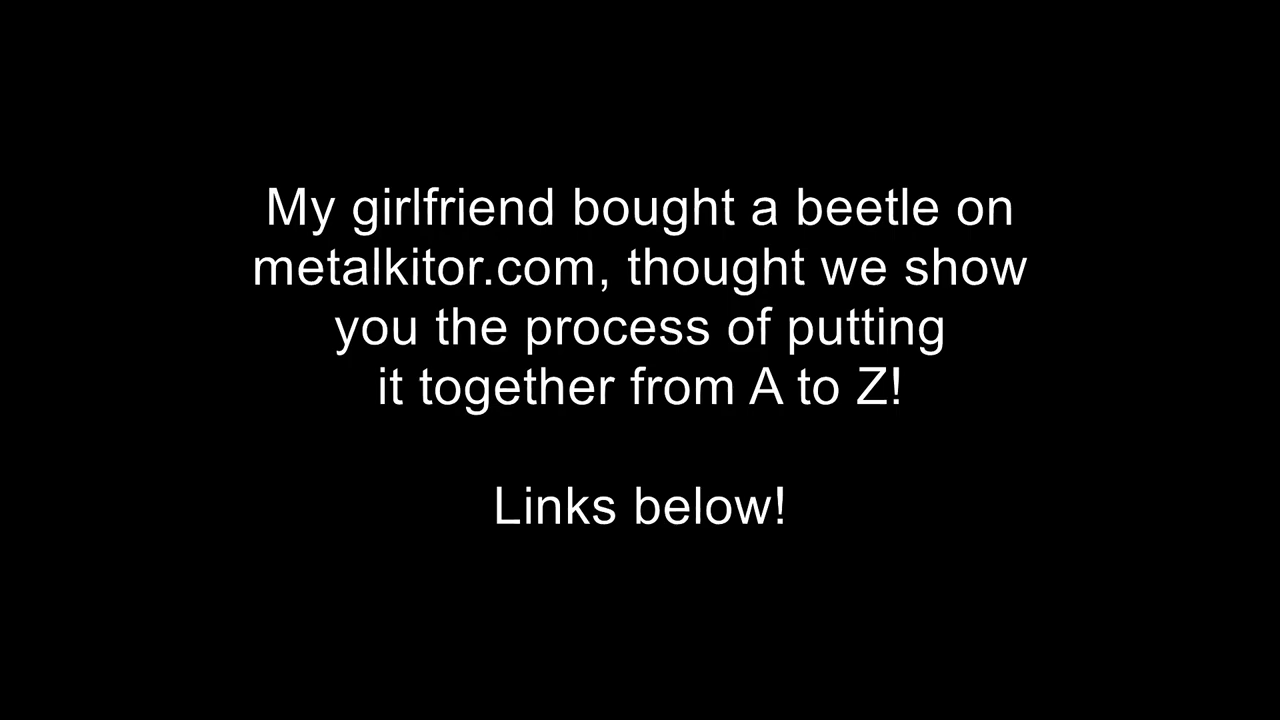 My girlfriend bought a beetle on
metalkitor.com, thought we show
you the process of putting
it together from A to Z!
Links below!